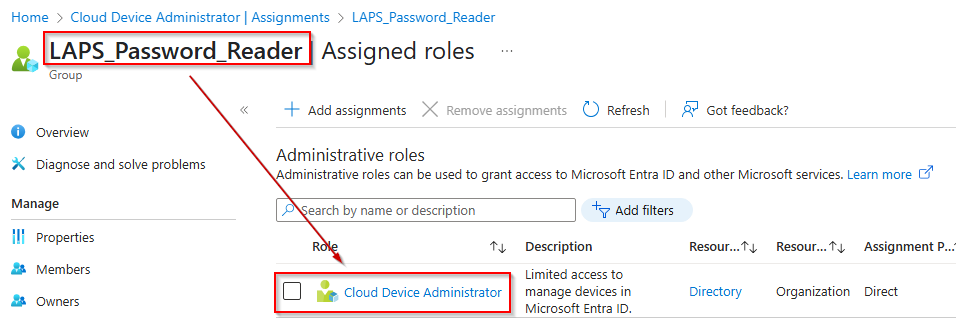 Home > Cloud Device Administrator | Assignments > LAPS_Password_Reader
LAPS_Password_Reader | Assigned roles ...
Group
«
Add assignments Remove assignments Refresh Got feedback?
Overview
Diagnose and solve problems
Manage
Properties
Members
Owners
Administrative roles
Administrative roles can be used to grant access to Microsoft Entra ID and other Microsoft services. Learn more
Search by name or description Add filters
Role Description Resour... Resour... Assignment P...
Cloud Device Administrator Limited access to manage devices in Microsoft Entra ID. Directory Organization Direct